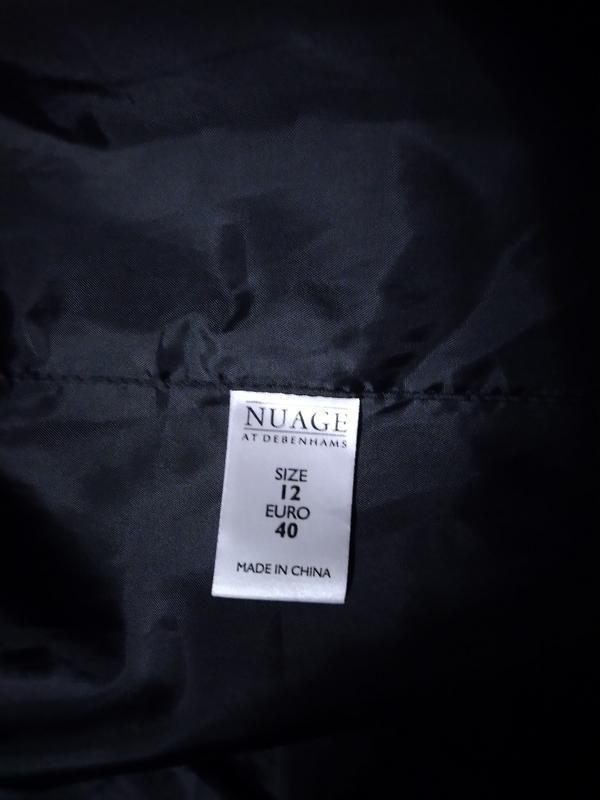 NUAGE
AT DEBENHAMS
SIZE
12
EURO
40
MADE IN CHINA